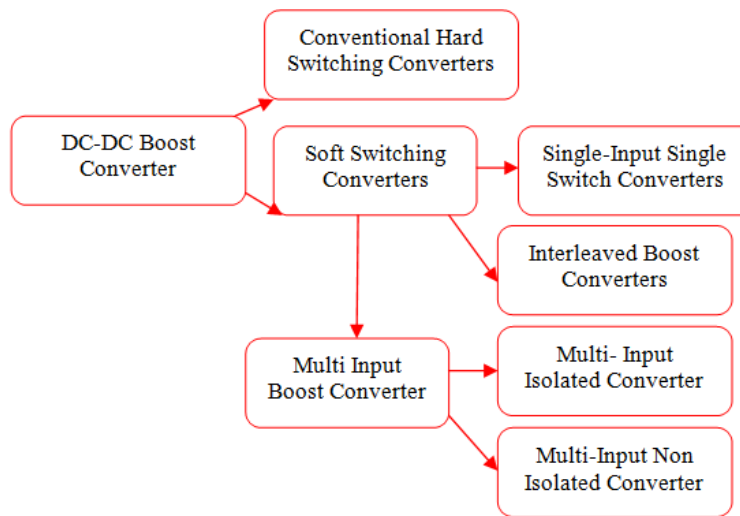 Conventional Hard
Switching Converters
DC-DC Boost
Converter
Soft Switching
Converters
Single-Input Single
Switch Converters
Interleaved Boost
Converters
Multi Input
Boost Converter
Multi- Input
Isolated Converter
Multi-Input Non
Isolated Converter